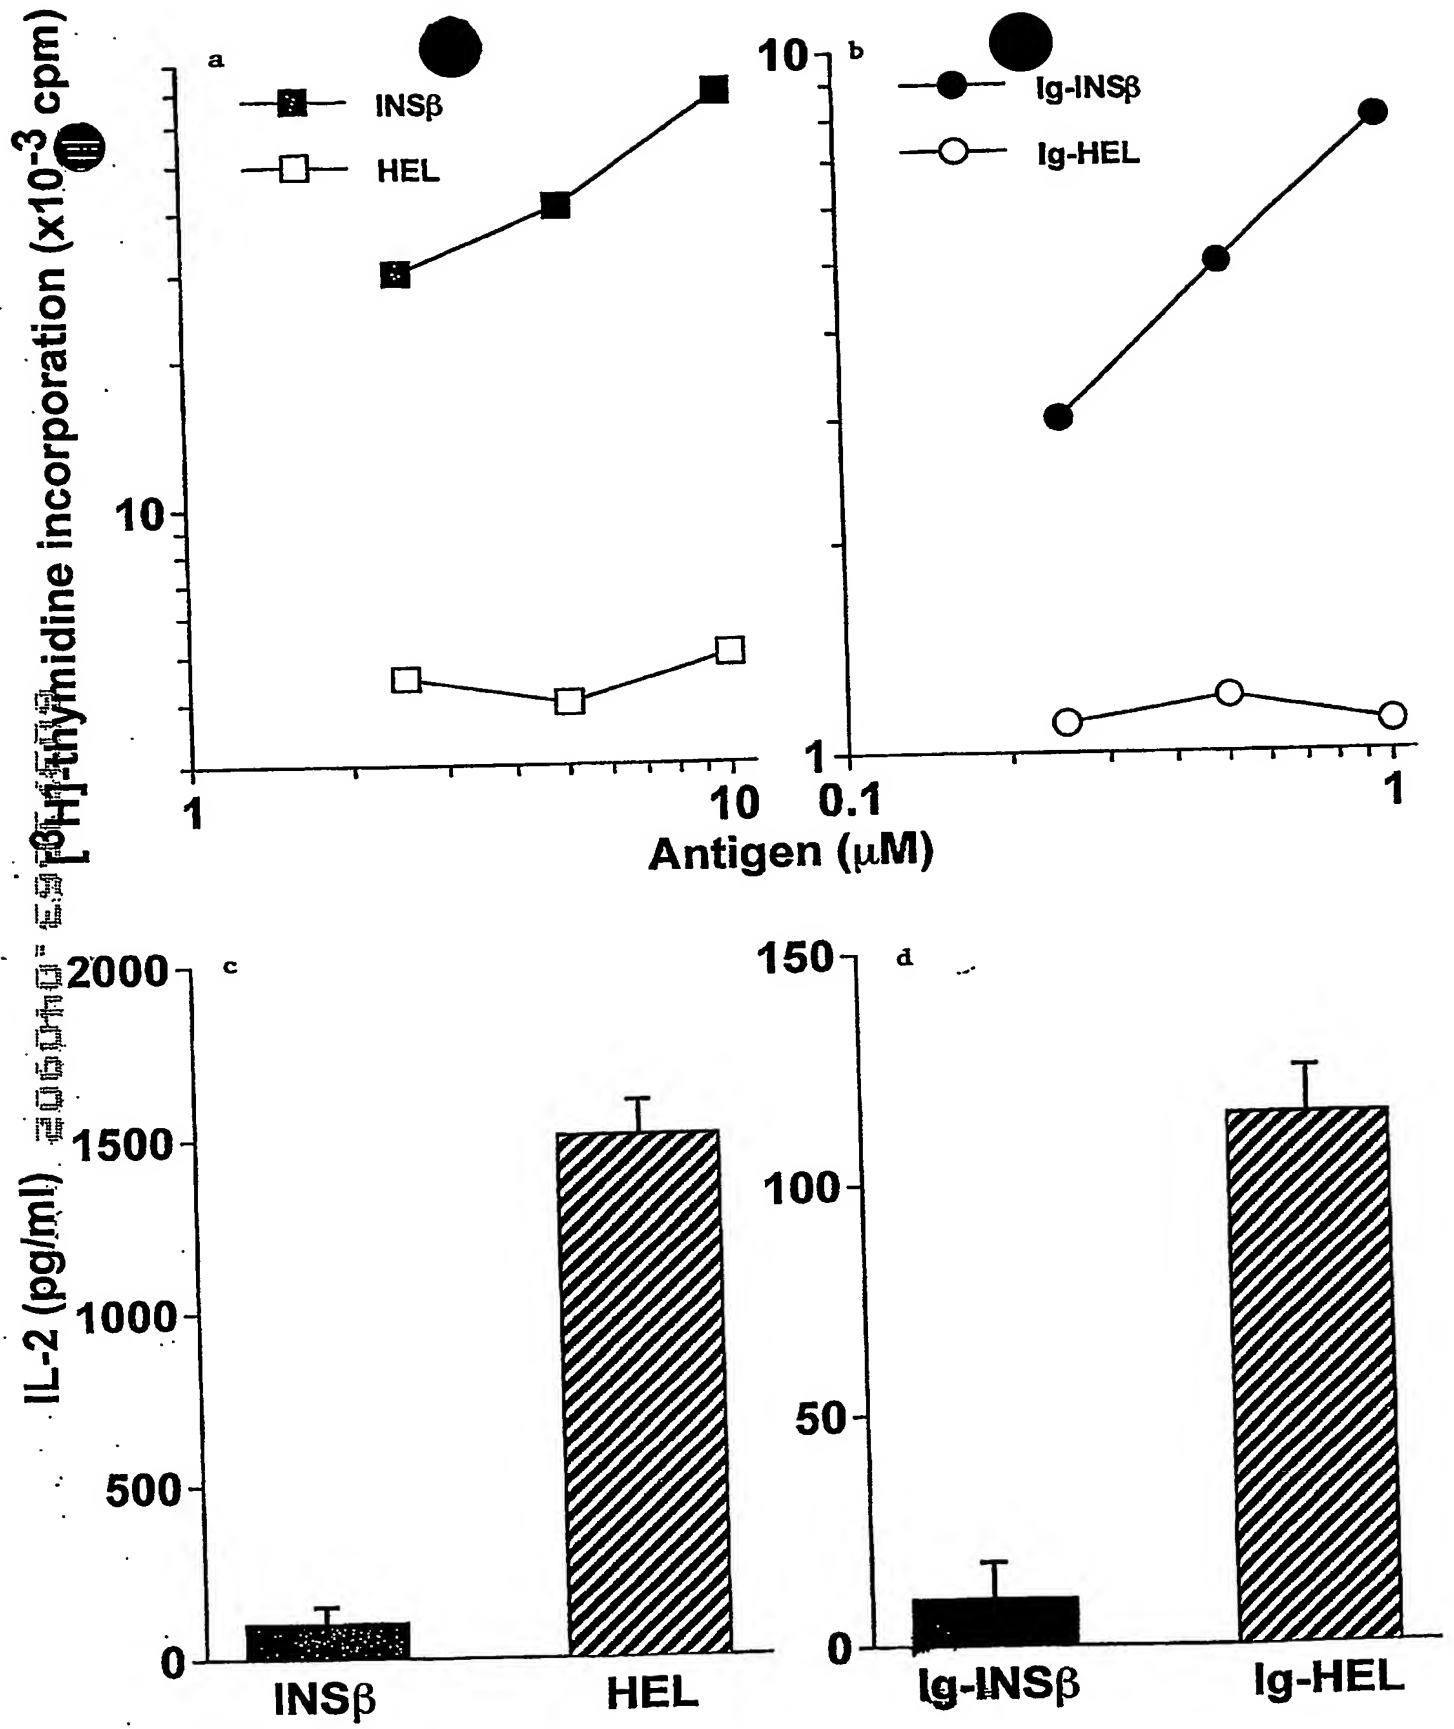 [³H]-thymidine incorporation (x10⁻³ cpm)
a
INSβ
HEL
10
1
10
b
Ig-INSβ
Ig-HEL
10
1
0.1
1
Antigen (μM)
IL-2 (pg/ml)
c
2000
1500
1000
500
0
INSβ
HEL
d
150
100
50
0
Ig-INSβ
Ig-HEL